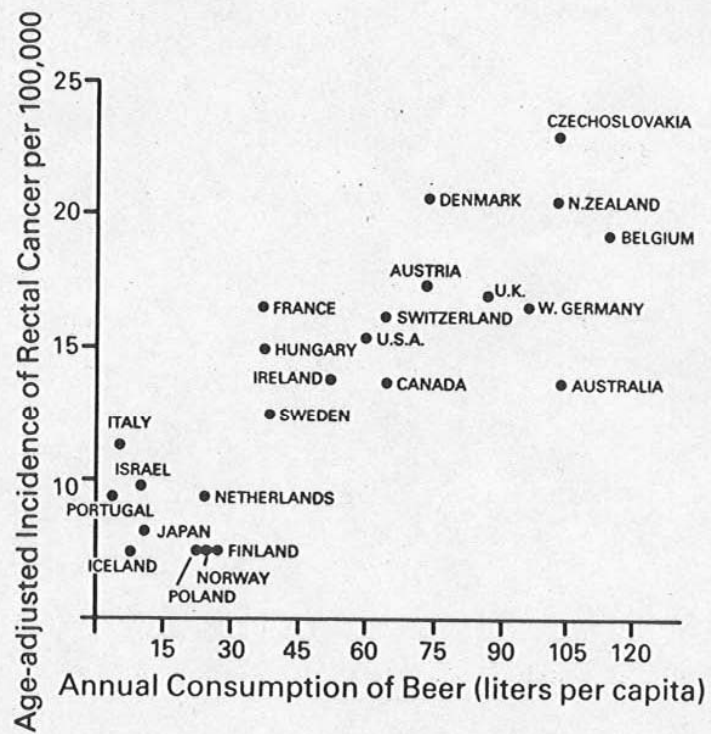 Age-adjusted Incidence of Rectal Cancer per 100,000
25
CZECHOSLOVAKIA
20
DENMARK
N.ZEALAND
BELGIUM
AUSTRIA
U.K.
FRANCE
SWITZERLAND
W. GERMANY
15
HUNGARY
U.S.A.
IRELAND
CANADA
AUSTRALIA
ITALY
SWEDEN
ISRAEL
10
PORTUGAL
NETHERLANDS
JAPAN
ICELAND
FINLAND
NORWAY
POLAND
15 30 45 60 75 90 105 120
Annual Consumption of Beer (liters per capita)